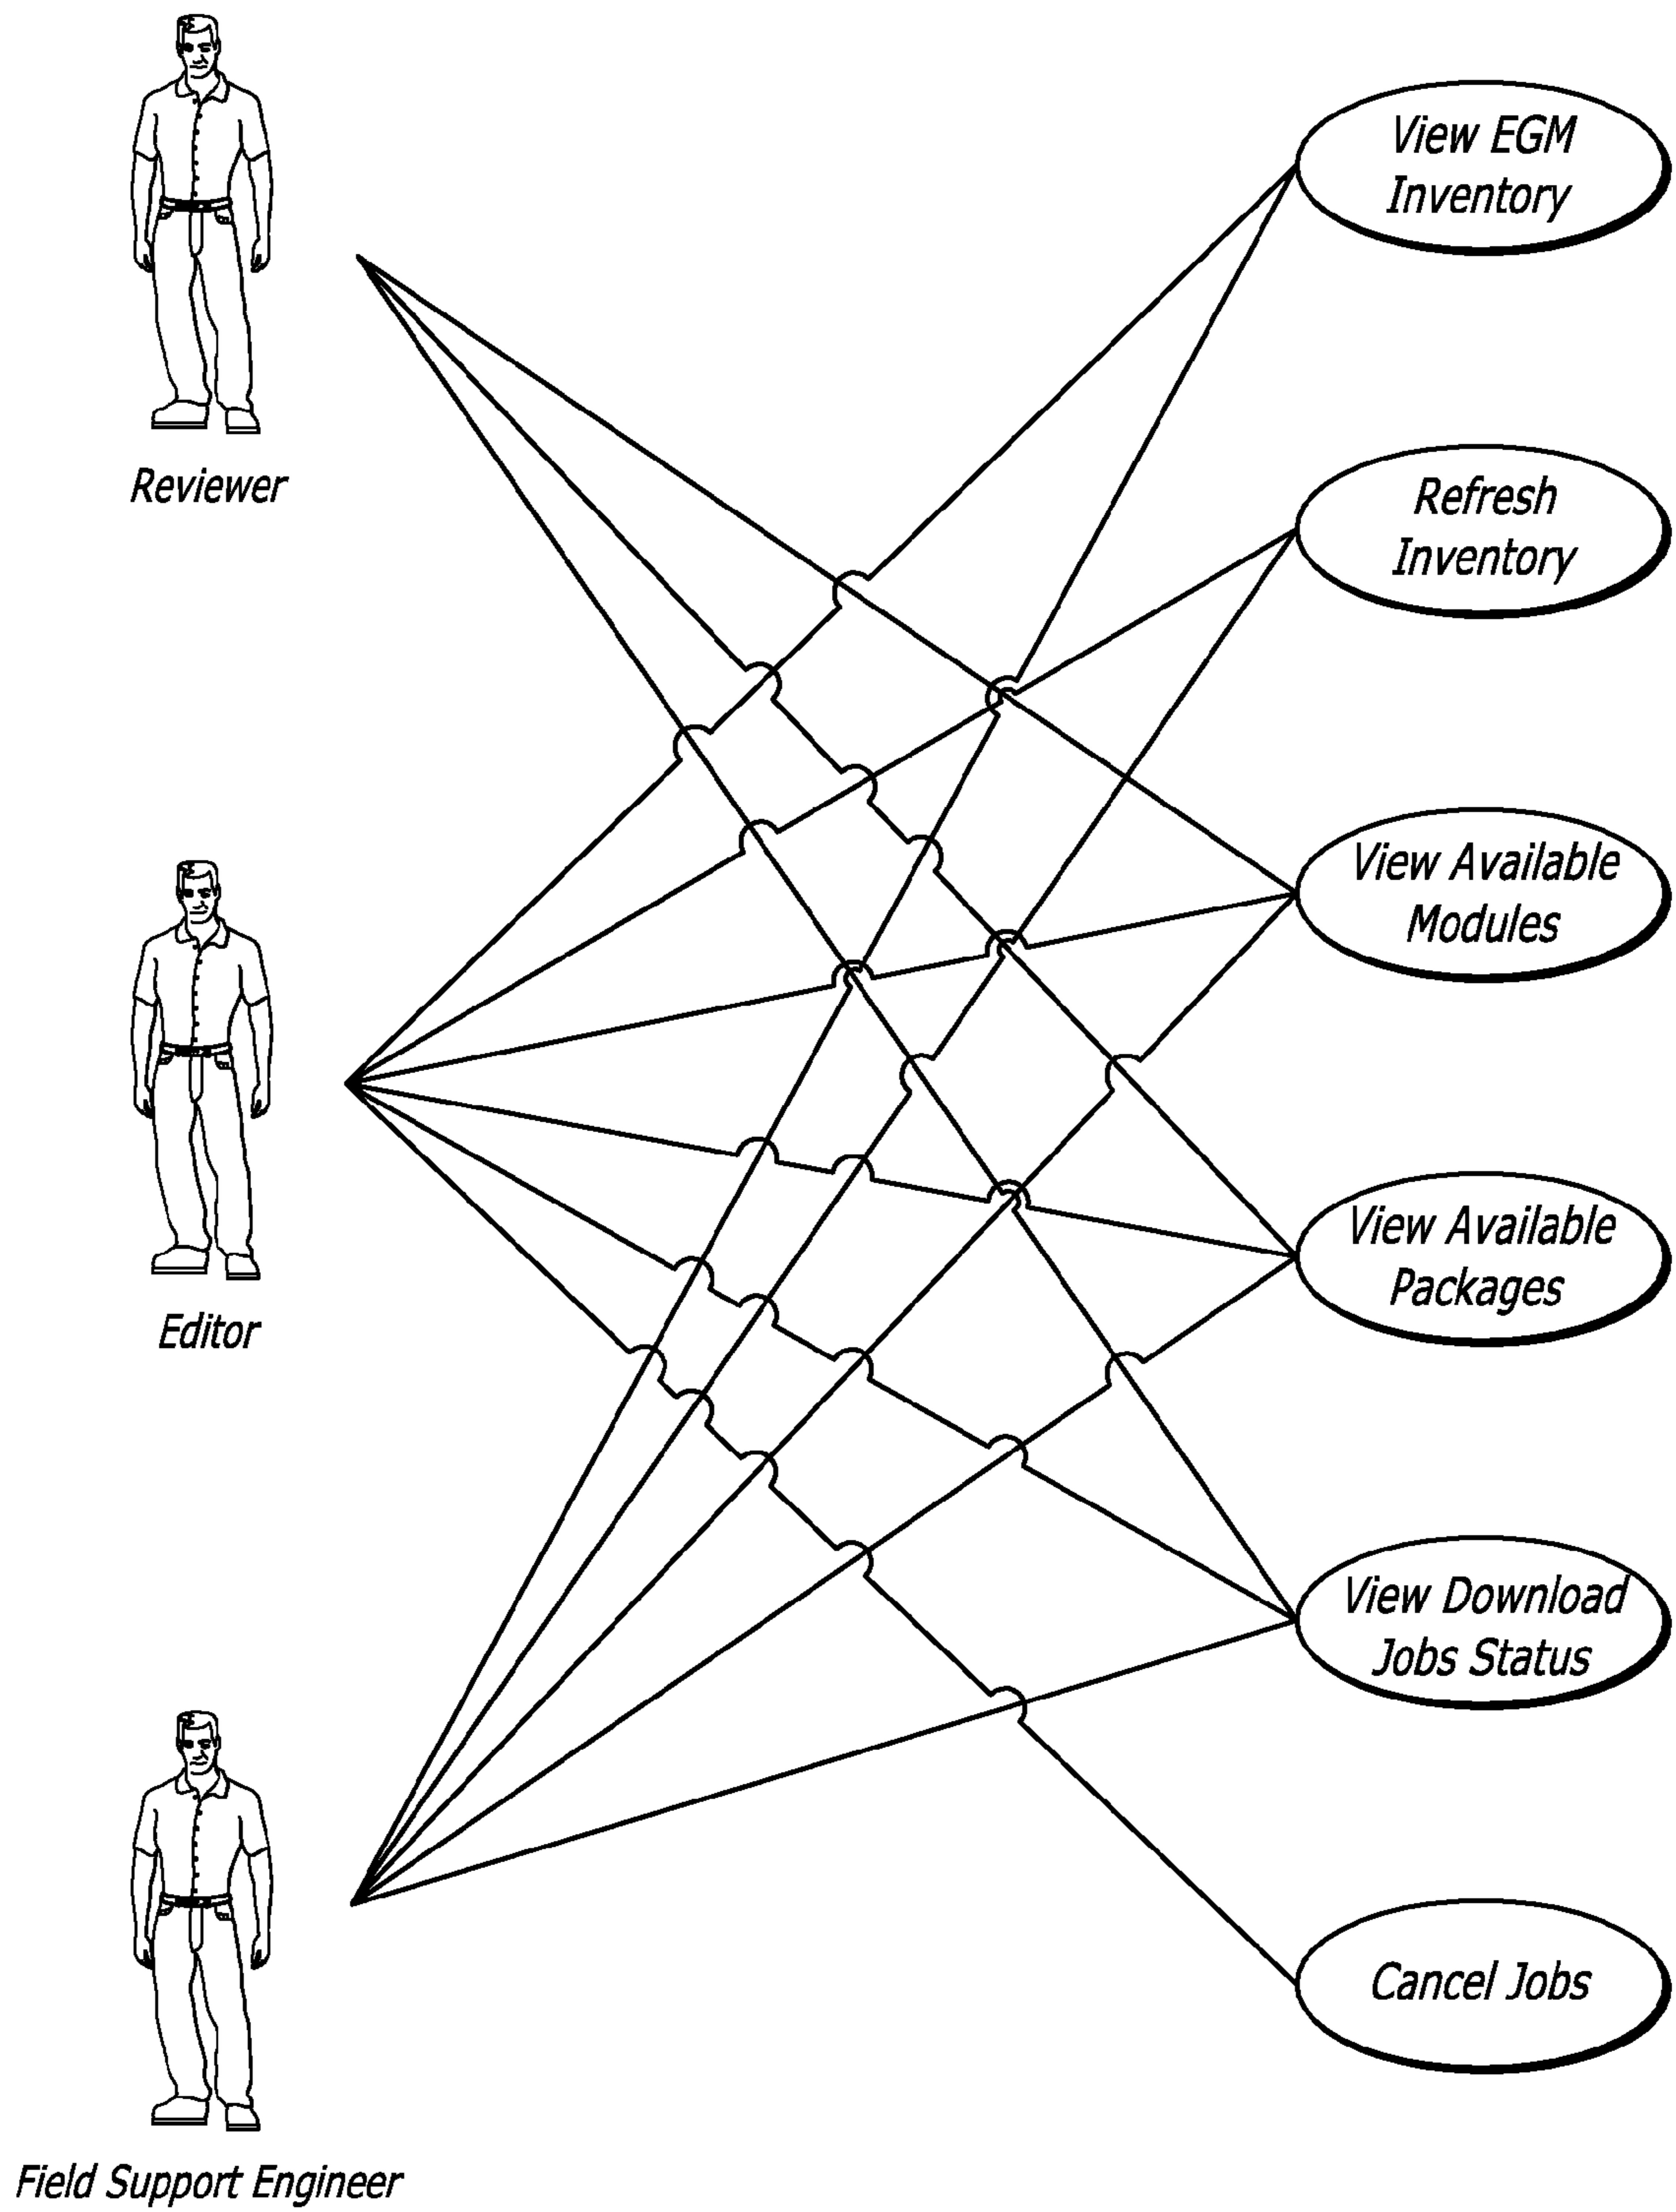 View EGM
Inventory
Reviewer
Refresh
Inventory
View Available
Modules
Editor
View Available
Packages
View Download
Jobs Status
Cancel Jobs
Field Support Engineer